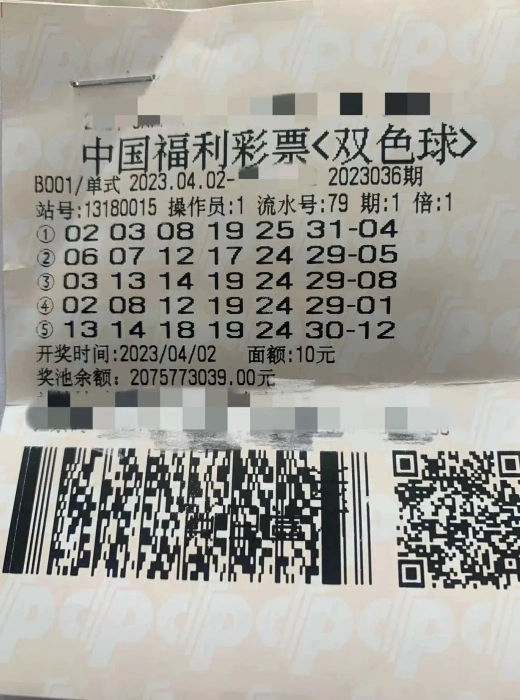 中国福利彩票<双色球>
B001/单式 2023.04.02- 2023036期
站号:13180015 操作员:1 流水号:79 期:1 倍:1
① 02 03 08 19 25 31-04
② 06 07 12 17 24 29-05
③ 03 13 14 19 24 29-08
④ 02 08 12 19 24 29-01
⑤ 13 14 18 19 24 30-12
开奖时间:2023/04/02 面额:10元
奖池余额: 2075773039.00元